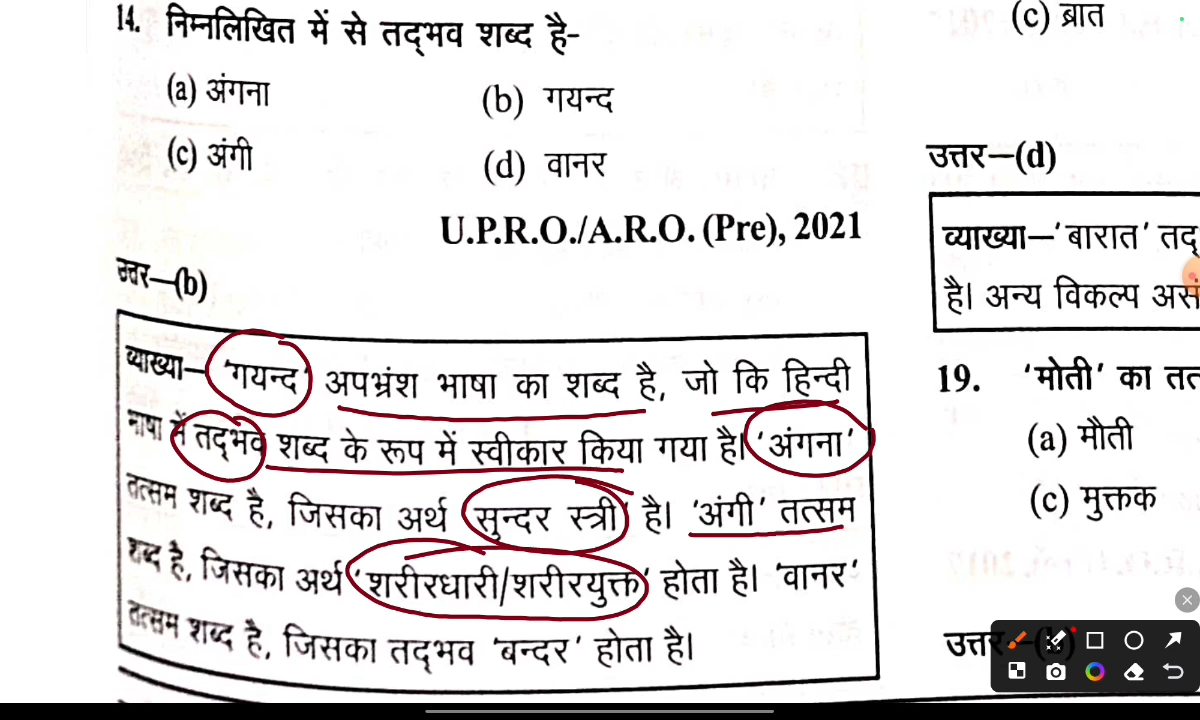 14. निम्नलिखित में से तद्भव शब्द है-
(a) अंगना (b) गयन्द
(c) अंगी (d) वानर
U.P.R.O./A.R.O. (Pre), 2021
उत्तर—(b)
व्याख्या—'गयन्द' अपभ्रंश भाषा का शब्द है, जो कि हिन्दी
भाषा में तद्भव शब्द के रूप में स्वीकार किया गया है। 'अंगना'
तत्सम शब्द है, जिसका अर्थ 'सुन्दर स्त्री' है। 'अंगी' तत्सम
शब्द है, जिसका अर्थ 'शरीरधारी/शरीरयुक्त' होता है। 'वानर'
तत्सम शब्द है, जिसका तद्भव 'बन्दर' होता है।
(c) ब्रात
उत्तर—(d)
व्याख्या—'बारात' तद्
है। अन्य विकल्प असं
19. 'मोती' का तत
(a) मौती
(c) मुक्तक
उत्तर—(b)